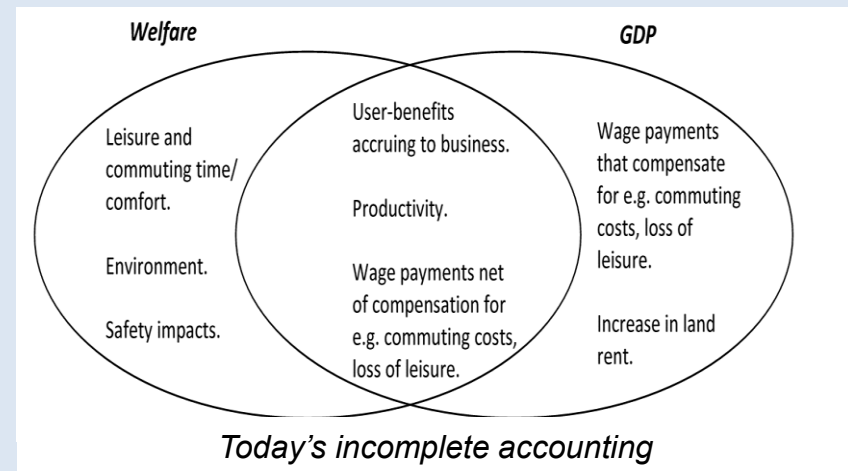 Welfare
GDP
Leisure and
commuting time/
comfort.
Environment.
Safety impacts.
User-benefits
accruing to business.
Productivity.
Wage payments net
of compensation for
e.g. commuting costs,
loss of leisure.
Wage payments
that compensate
for e.g. commuting
costs, loss of
leisure.
Increase in land
rent.
Today's incomplete accounting